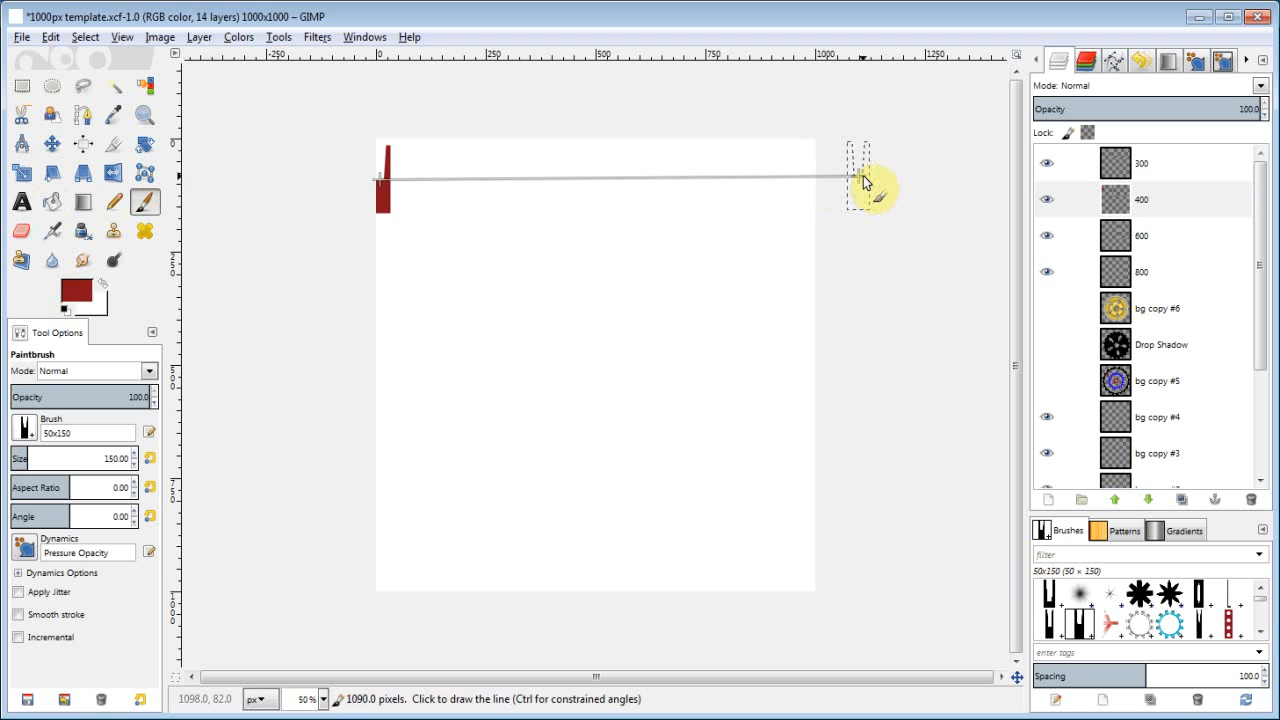 *1000px template.xcf-1.0 (RGB color, 14 layers) 1000x1000 – GIMP
File Edit Select View Image Layer Colors Tools Filters Windows Help
-250 0 250 500 750 1000 1250
Mode: Normal
Opacity 100.0
Lock:
300
400
600
800
bg copy #6
Drop Shadow
bg copy #5
bg copy #4
bg copy #3
0
250
500
750
1000
Tool Options
Paintbrush
Mode: Normal
Opacity 100.0
Brush
50x150
Size 150.00
Aspect Ratio 0.00
Angle 0.00
Dynamics
Pressure Opacity
Dynamics Options
Apply Jitter
Smooth stroke
Incremental
Brushes Patterns Gradients
filter
50x150 (50 × 150)
enter tags
Spacing 100.0
1098.0, 82.0 px 50% 1090.0 pixels. Click to draw the line (Ctrl for constrained angles)